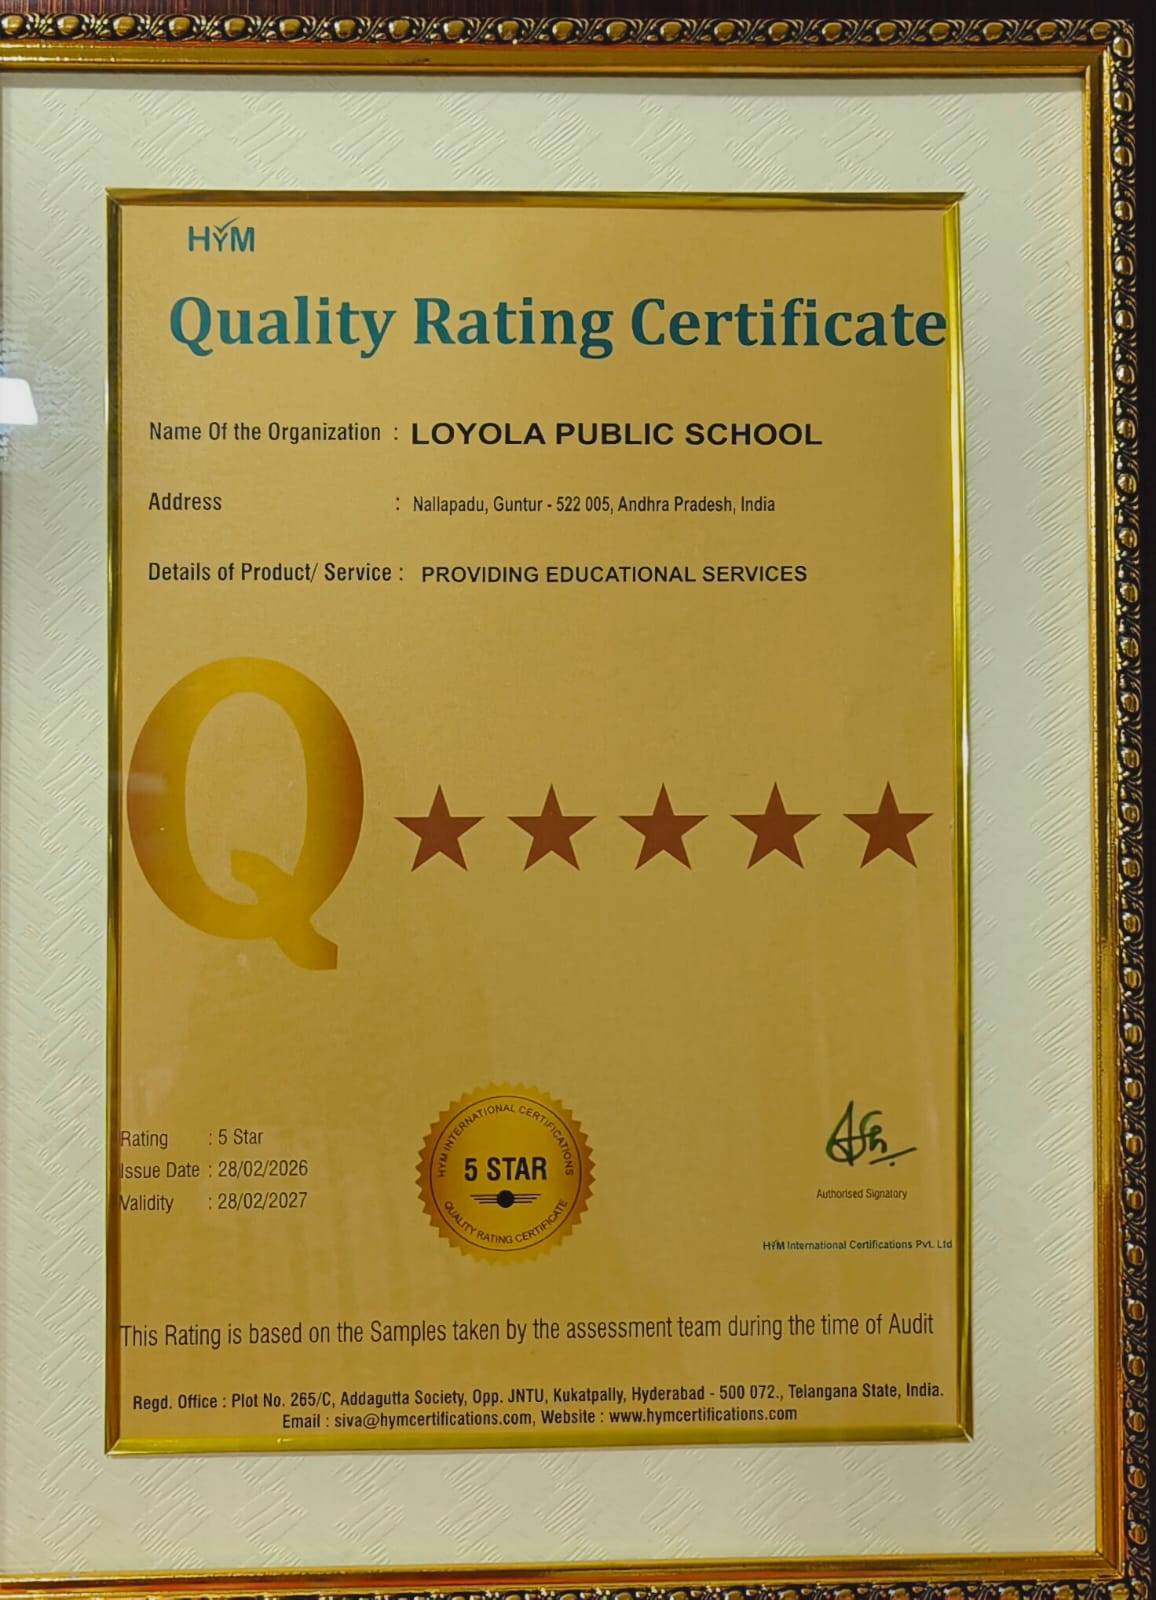 HYM
Quality Rating Certificate
Name Of the Organization : LOYOLA PUBLIC SCHOOL
Address : Nallapadu, Guntur - 522 005, Andhra Pradesh, India
Details of Product/ Service : PROVIDING EDUCATIONAL SERVICES
Q
Rating : 5 Star
Issue Date : 28/02/2026
Validity : 28/02/2027
HYM INTERNATIONAL CERTIFICATIONS
5 STAR
QUALITY RATING CERTIFICATE
Authorised Signatory
HYM International Certifications Pvt. Ltd
This Rating is based on the Samples taken by the assessment team during the time of Audit
Regd. Office : Plot No. 265/C, Addagutta Society, Opp. JNTU, Kukatpally, Hyderabad - 500 072., Telangana State, India.
Email : siva@hymcertifications.com, Website : www.hymcertifications.com